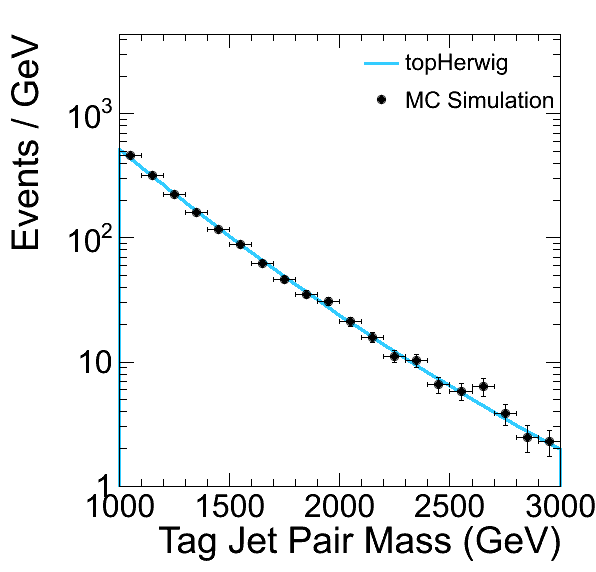 topHerwig
MC Simulation
Events / GeV
10³
10²
10
1
1000 1500 2000 2500 3000
Tag Jet Pair Mass (GeV)